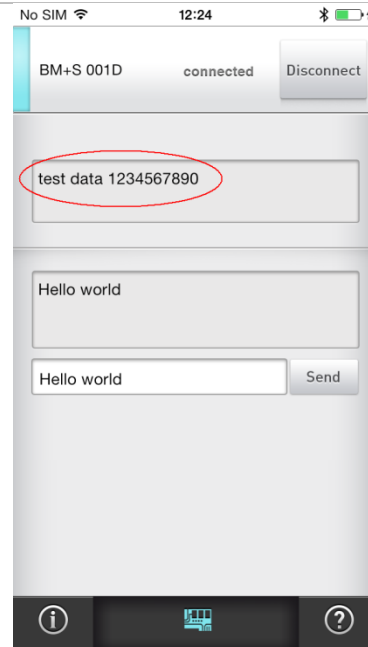 No SIM 12:24
BM+S 001D connected Disconnect
test data 1234567890
Hello world
Hello world Send